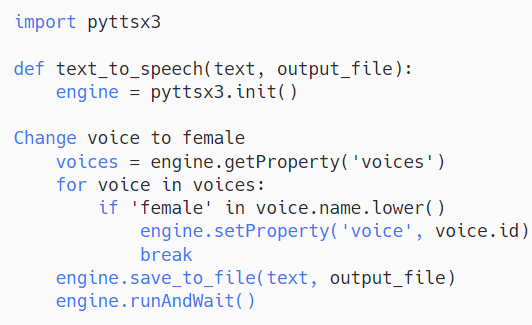 import pyttsx3
def text_to_speech(text, output_file):
engine = pyttsx3.init()
Change voice to female
voices = engine.getProperty('voices')
for voice in voices:
if 'female' in voice.name.lower()
engine.setProperty('voice', voice.id)
break
engine.save_to_file(text, output_file)
engine.runAndWait()